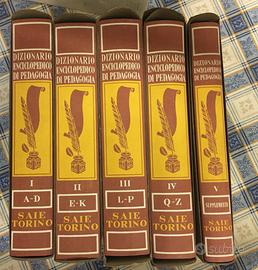 DIZIONARIO
ENCICLOPEDICO
DI PEDAGOGIA
I
A-D
SAIE
TORINO
DIZIONARIO
ENCICLOPEDICO
DI PEDAGOGIA
II
E-K
SAIE
TORINO
DIZIONARIO
ENCICLOPEDICO
DI PEDAGOGIA
III
L-P
SAIE
TORINO
DIZIONARIO
ENCICLOPEDICO
DI PEDAGOGIA
IV
Q-Z
SAIE
TORINO
DIZIONARIO
ENCICLOPEDICO
DI PEDAGOGIA
V
SUPPLEMENTO
SAIE
TORINO
subito